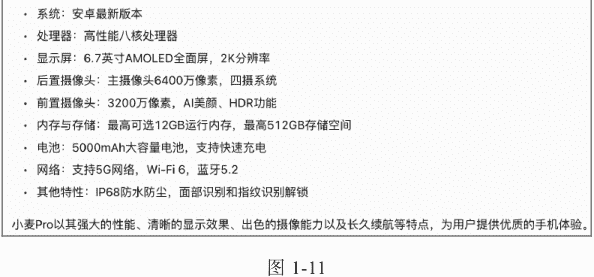 · 系统：安卓最新版本
· 处理器：高性能八核处理器
· 显示屏：6.7英寸AMOLED全面屏，2K分辨率
· 后置摄像头：主摄像头6400万像素，四摄系统
· 前置摄像头：3200万像素，AI美颜、HDR功能
· 内存与存储：最高可选12GB运行内存，最高512GB存储空间
· 电池：5000mAh大容量电池，支持快速充电
· 网络：支持5G网络，Wi-Fi 6，蓝牙5.2
· 其他特性：IP68防水防尘，面部识别和指纹识别解锁
小麦Pro以其强大的性能、清晰的显示效果、出色的摄像能力以及长久续航等特点，为用户提供优质的手机体验。
图 1-11